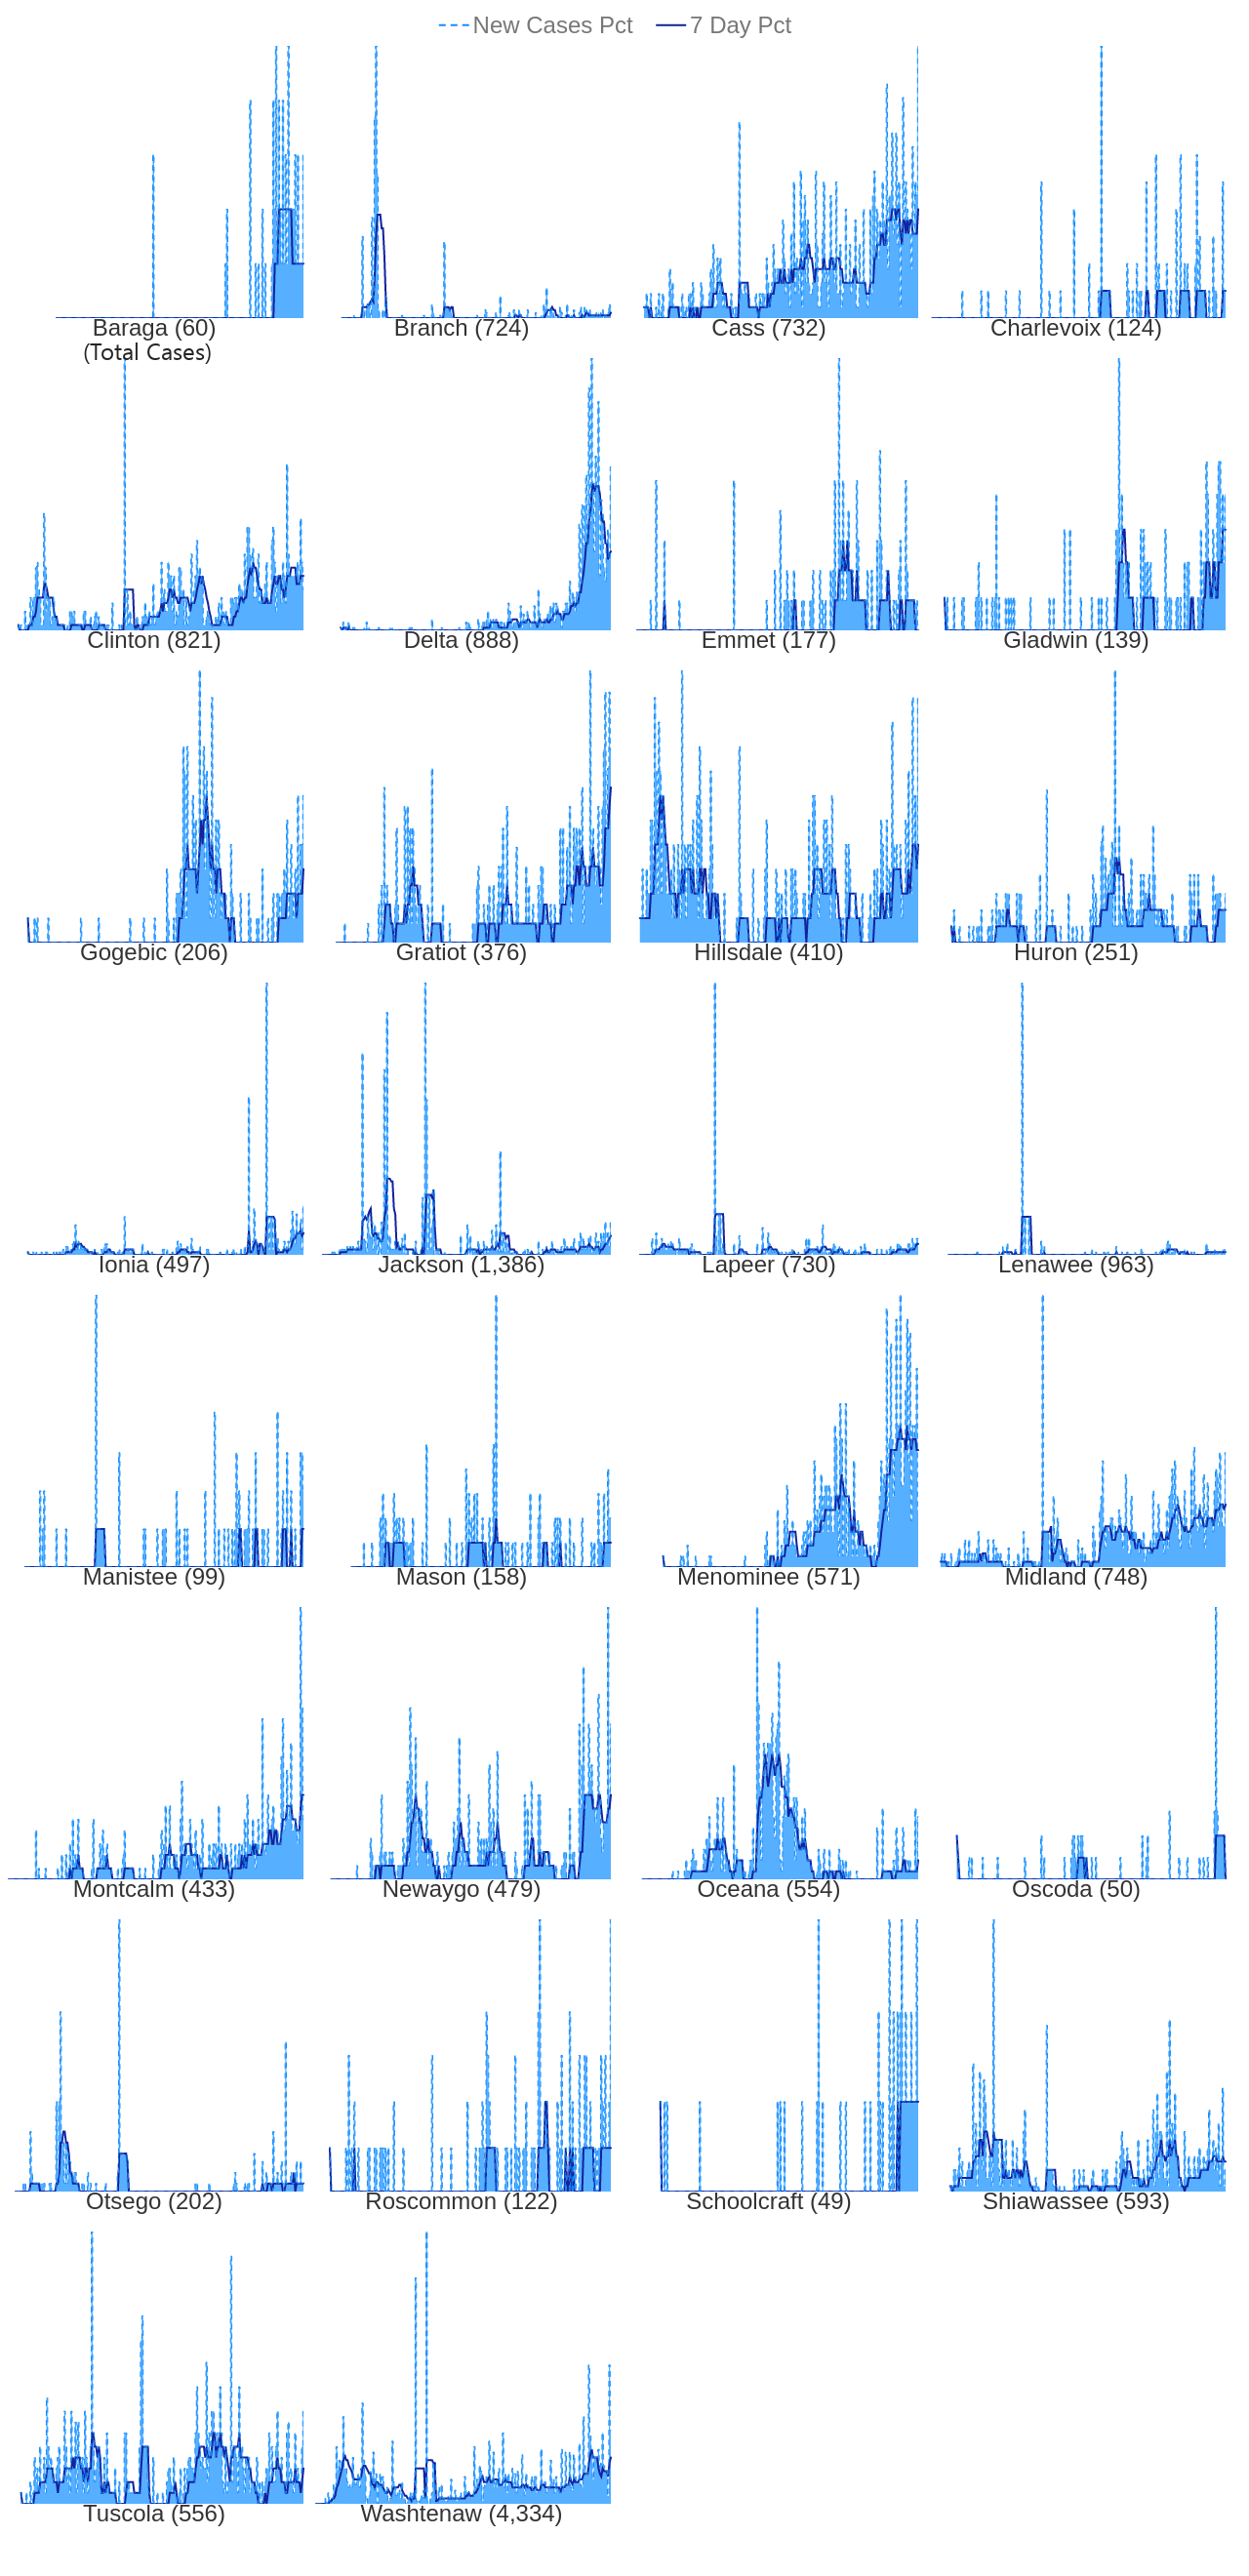 New Cases Pct 7 Day Pct
Baraga (60) Branch (724) Cass (732) Charlevoix (124)
(Total Cases)
Clinton (821) Delta (888) Emmet (177) Gladwin (139)
Gogebic (206) Gratiot (376) Hillsdale (410) Huron (251)
Ionia (497) Jackson (1,386) Lapeer (730) Lenawee (963)
Manistee (99) Mason (158) Menominee (571) Midland (748)
Montcalm (433) Newaygo (479) Oceana (554) Oscoda (50)
Otsego (202) Roscommon (122) Schoolcraft (49) Shiawassee (593)
Tuscola (556) Washtenaw (4,334)